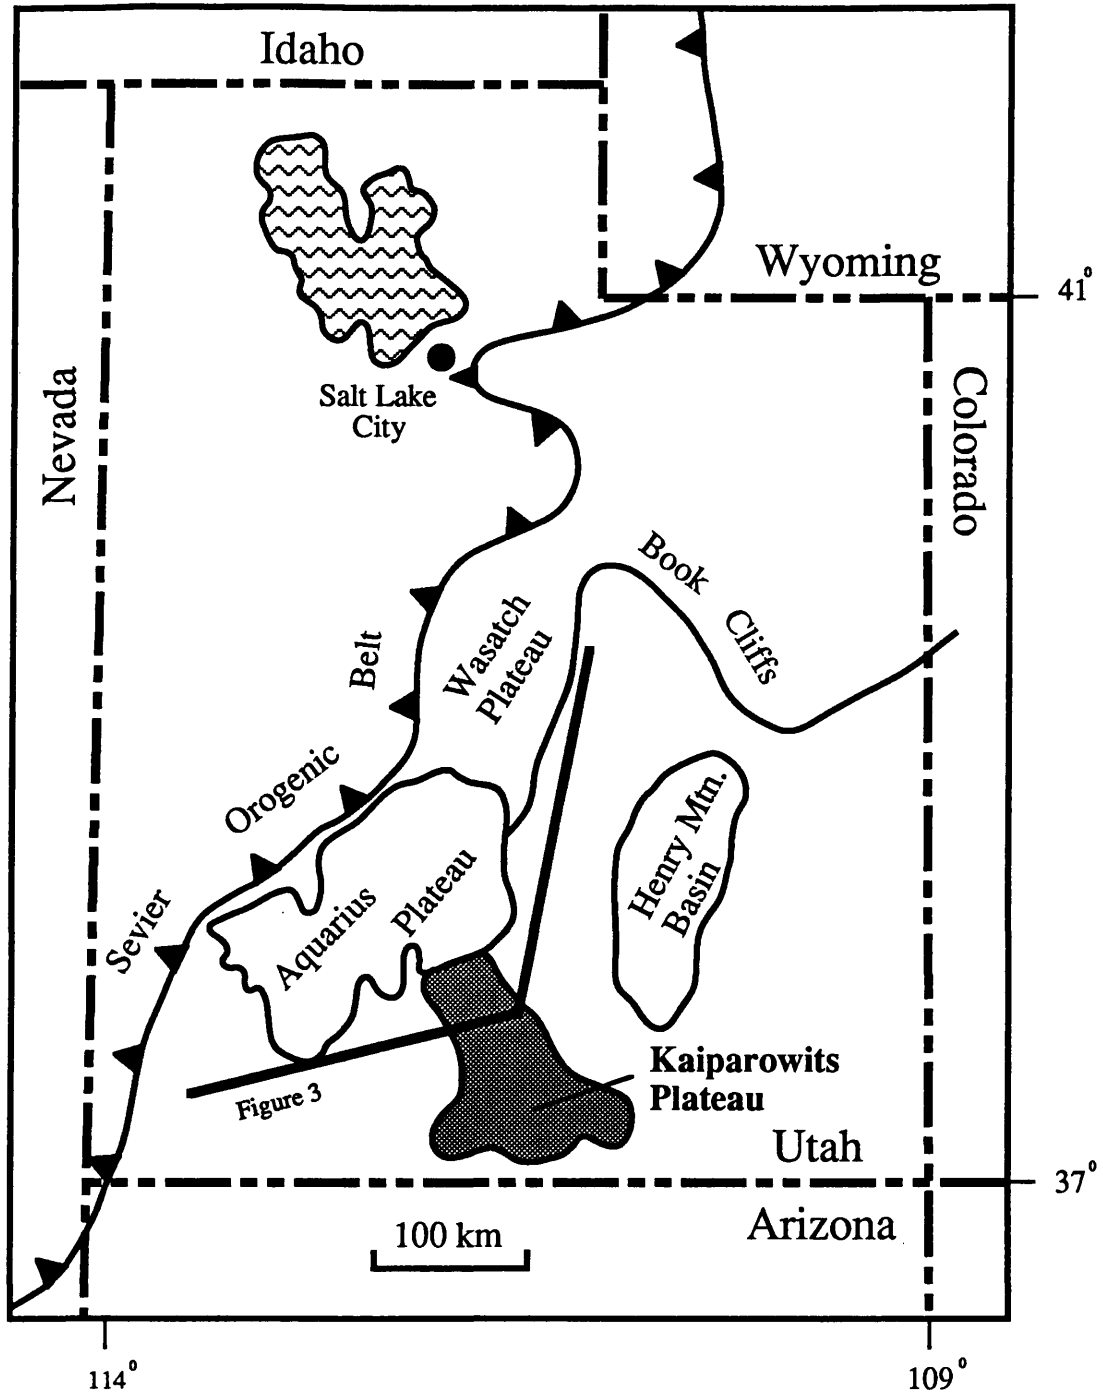 Idaho
Wyoming
41°
Nevada
Salt Lake
City
Colorado
Book
Cliffs
Wasatch
Plateau
Belt
Orogenic
Sevier
Henry Mtn.
Basin
Aquarius
Plateau
Kaiparowits
Plateau
Figure 3
Utah
37°
Arizona
100 km
114°
109°